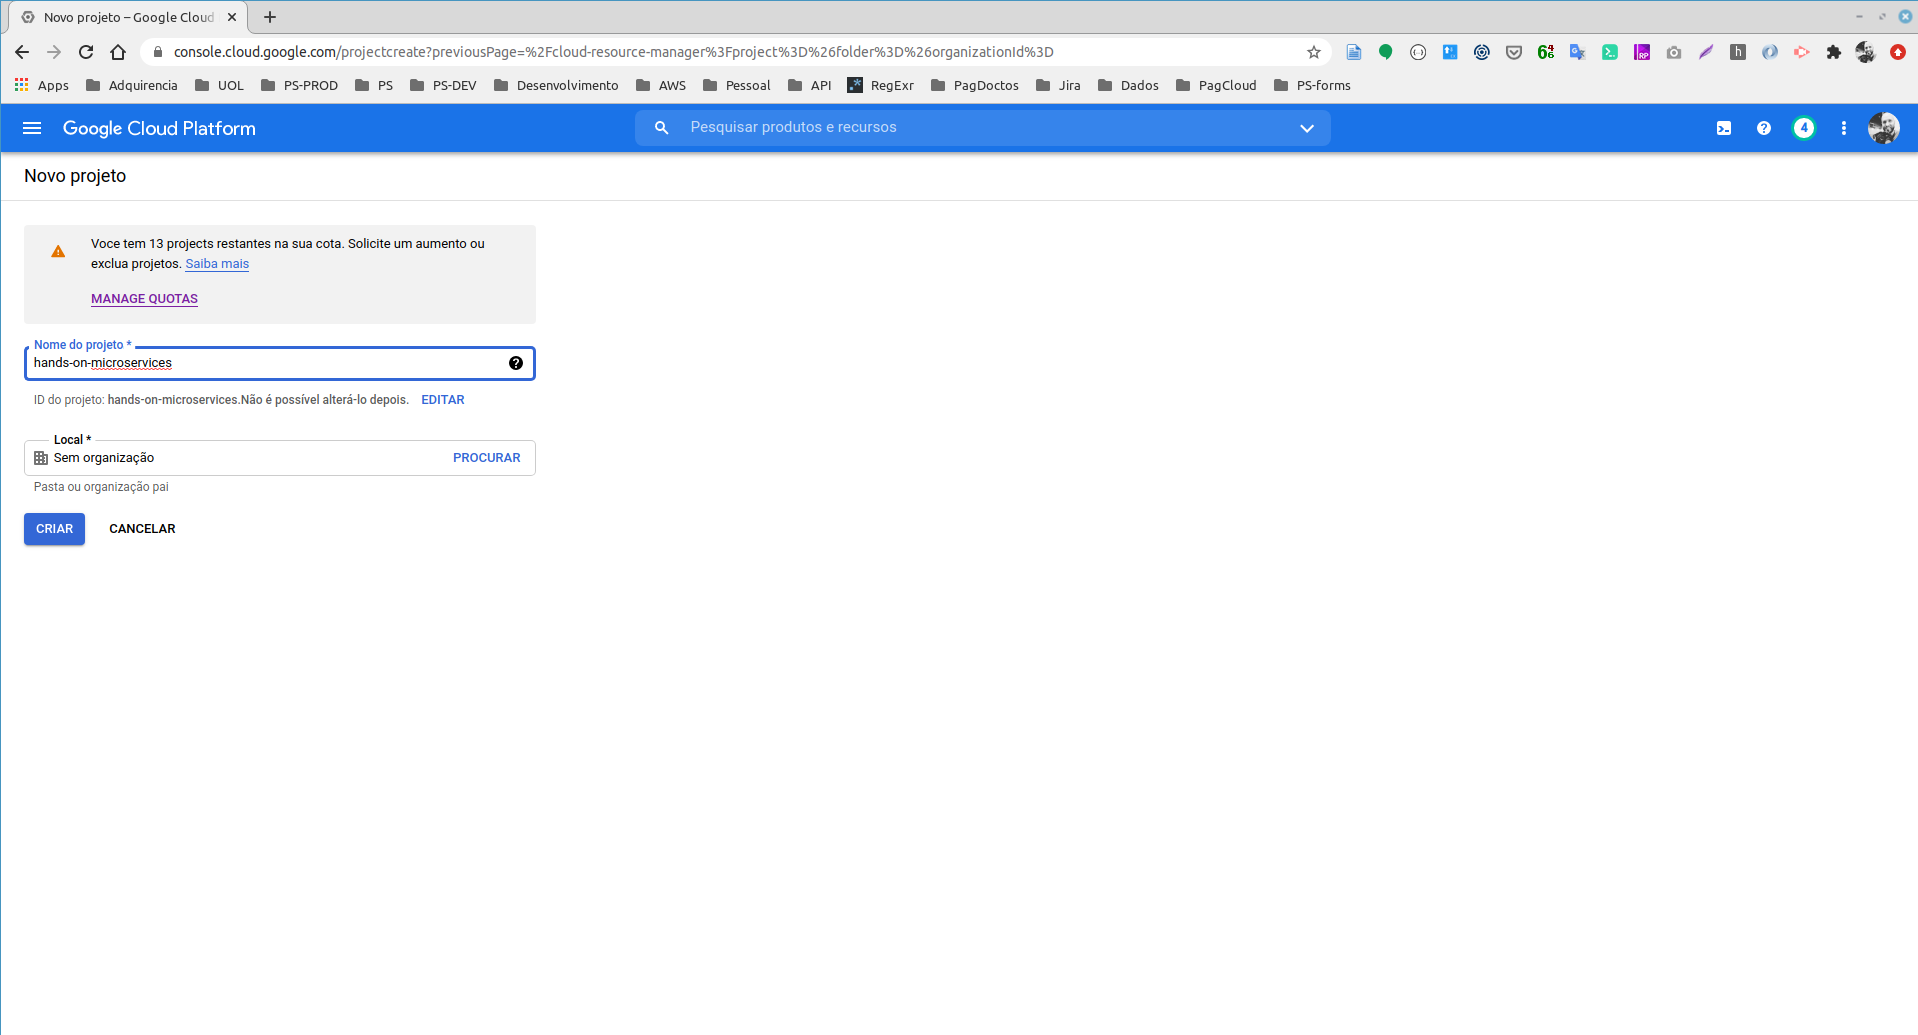 Novo projeto – Google Cloud
console.cloud.google.com/projectcreate?previousPage=%2Fcloud-resource-manager%3Fproject%3D%26folder%3D%26organizationId%3D
Apps Adquirencia UOL PS-PROD PS PS-DEV Desenvolvimento AWS Pessoal API RegExr PagDoctos Jira Dados PagCloud PS-forms
Google Cloud Platform Pesquisar produtos e recursos 4
Novo projeto
Voce tem 13 projects restantes na sua cota. Solicite um aumento ou
exclua projetos. Saiba mais
MANAGE QUOTAS
Nome do projeto *
hands-on-microservices
ID do projeto: hands-on-microservices.Não é possível alterá-lo depois. EDITAR
Local *
Sem organização PROCURAR
Pasta ou organização pai
CRIAR CANCELAR